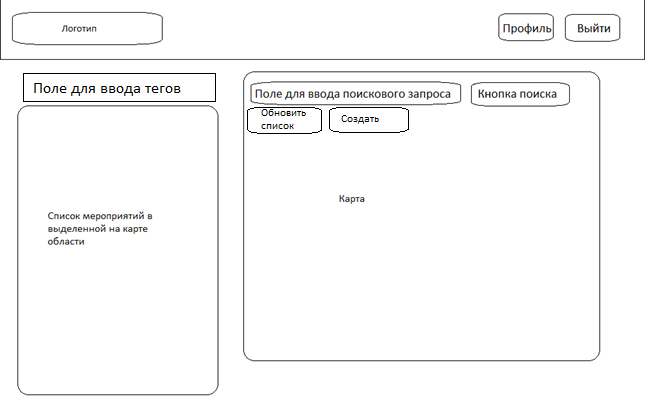 Логотип
Профиль
Выйти
Поле для ввода тегов
Поле для ввода поискового запроса
Кнопка поиска
Обновить
список
Создать
Карта
Список мероприятий в
выделенной на карте
области